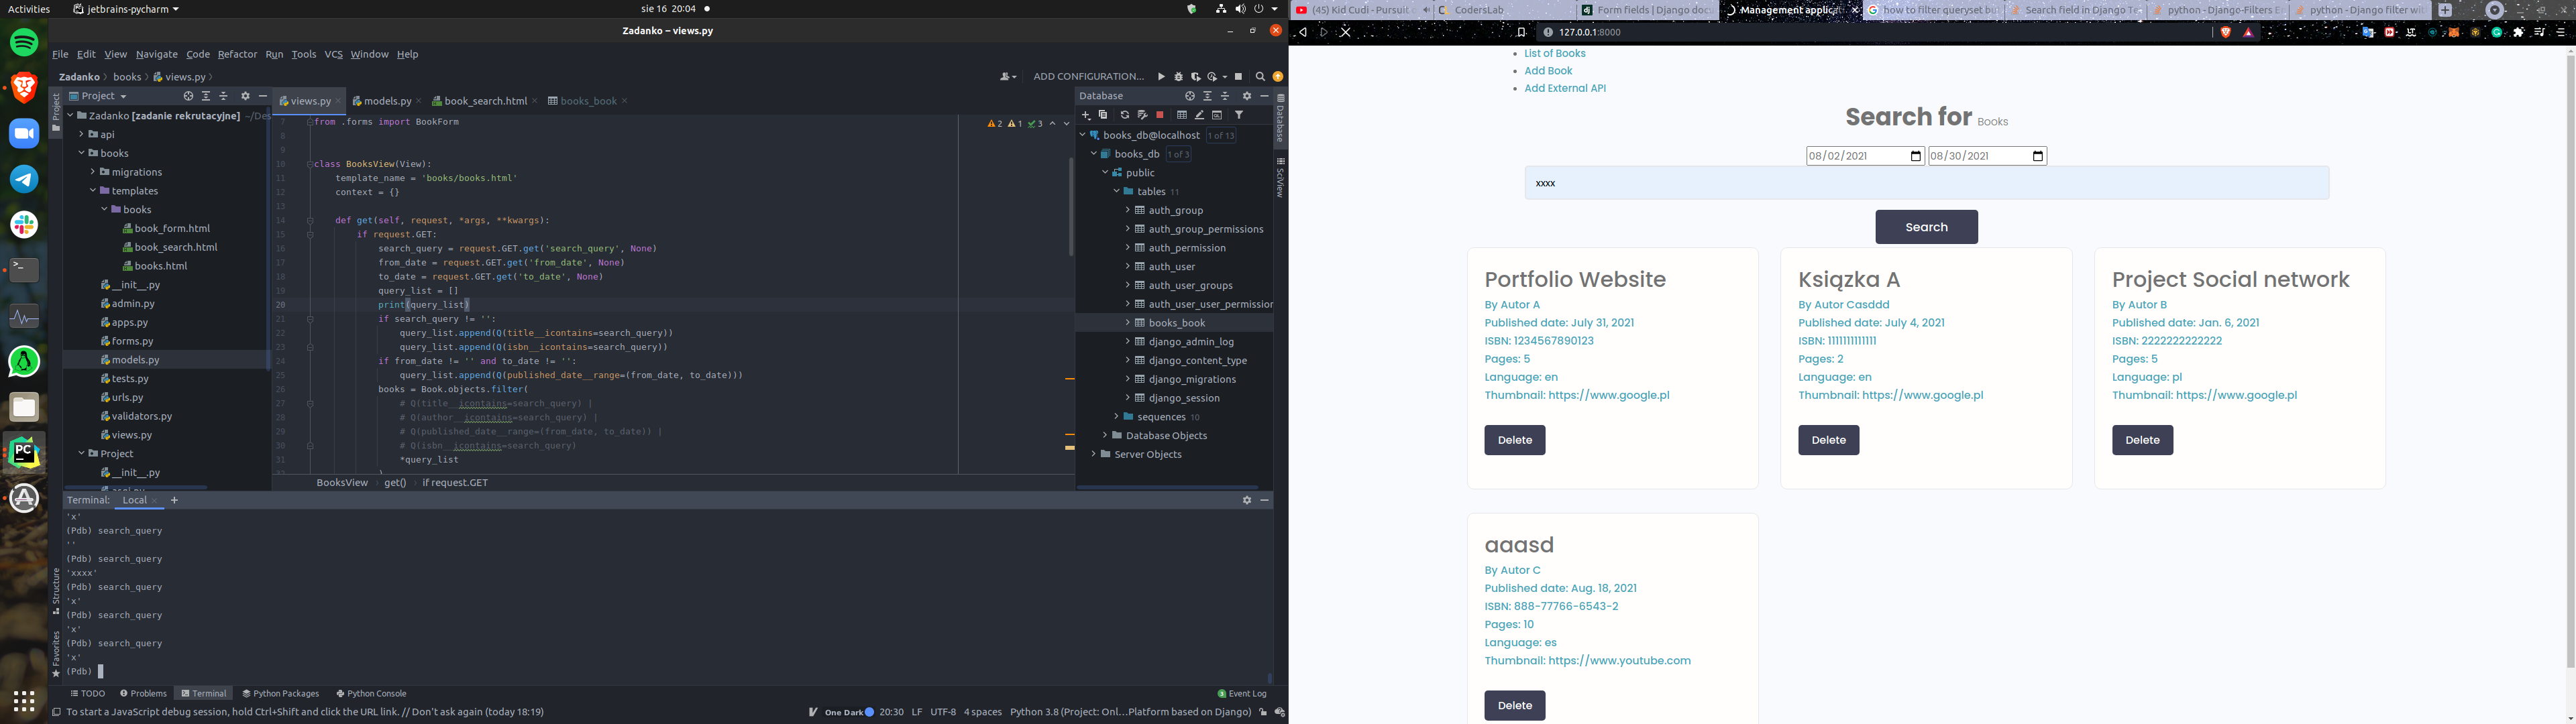 Activities
jetbrains-pycharm
sie 16 20:04
Zadanko – views.py
File Edit View Navigate Code Refactor Run Tools VCS Window Help
Zadanko books views.py
ADD CONFIGURATION...
Project
views.py models.py book_search.html books_book
Database
Zadanko [zadanie rekrutacyjne] ~/Des
api
books
migrations
templates
books
book_form.html
book_search.html
books.html
__init__.py
admin.py
apps.py
forms.py
models.py
tests.py
urls.py
validators.py
views.py
Project
__init__.py
7 from .forms import BookForm
8
9
10 class BooksView(View):
11 template_name = 'books/books.html'
12 context = {}
13
14 def get(self, request, *args, **kwargs):
15 if request.GET:
16 search_query = request.GET.get('search_query', None)
17 from_date = request.GET.get('from_date', None)
18 to_date = request.GET.get('to_date', None)
19 query_list = []
20 print(query_list)
21 if search_query != '':
22 query_list.append(Q(title__icontains=search_query))
23 query_list.append(Q(isbn__icontains=search_query))
24 if from_date != '' and to_date != '':
25 query_list.append(Q(published_date__range=(from_date, to_date)))
26 books = Book.objects.filter(
27 # Q(title__icontains=search_query) |
28 # Q(author__icontains=search_query) |
29 # Q(published_date__range=(from_date, to_date)) |
30 # Q(isbn__icontains=search_query)
31 *query_list
2 1 3
BooksView get() if request.GET
books_db@localhost 1 of 13
books_db 1 of 3
public
tables 11
auth_group
auth_group_permissions
auth_permission
auth_user
auth_user_groups
auth_user_user_permission
books_book
django_admin_log
django_content_type
django_migrations
django_session
sequences 10
Database Objects
Server Objects
Database
SciView
Project
Structure
Favorites
Terminal: Local
'x'
(Pdb) search_query
''
(Pdb) search_query
'xxxx'
(Pdb) search_query
'x'
(Pdb) search_query
'x'
(Pdb) search_query
'x'
(Pdb)
TODO Problems Terminal Python Packages Python Console
3 Event Log
To start a JavaScript debug session, hold Ctrl+Shift and click the URL link. // Don't ask again (today 18:19)
One Dark 20:30 LF UTF-8 4 spaces Python 3.8 (Project: Onl...Platform based on Django)
(45) Kid Cudi - Pursuit
CodersLab
Form fields | Django doc
Management applicat
how to filter queryset bu
Search field in Django Te
python - Django-Filters E
python - Django filter wit
127.0.0.1:8000
List of Books
Add Book
Add External API
Search for Books
08/02/2021 08/30/2021
xxxx
Search
Portfolio Website
By Autor A
Published date: July 31, 2021
ISBN: 1234567890123
Pages: 5
Language: en
Thumbnail: https://www.google.pl
Delete
Książka A
By Autor Casddd
Published date: July 4, 2021
ISBN: 1111111111111
Pages: 2
Language: en
Thumbnail: https://www.google.pl
Delete
Project Social network
By Autor B
Published date: Jan. 6, 2021
ISBN: 2222222222222
Pages: 5
Language: pl
Thumbnail: https://www.google.pl
Delete
aaasd
By Autor C
Published date: Aug. 18, 2021
ISBN: 888-77766-6543-2
Pages: 10
Language: es
Thumbnail: https://www.youtube.com
Delete